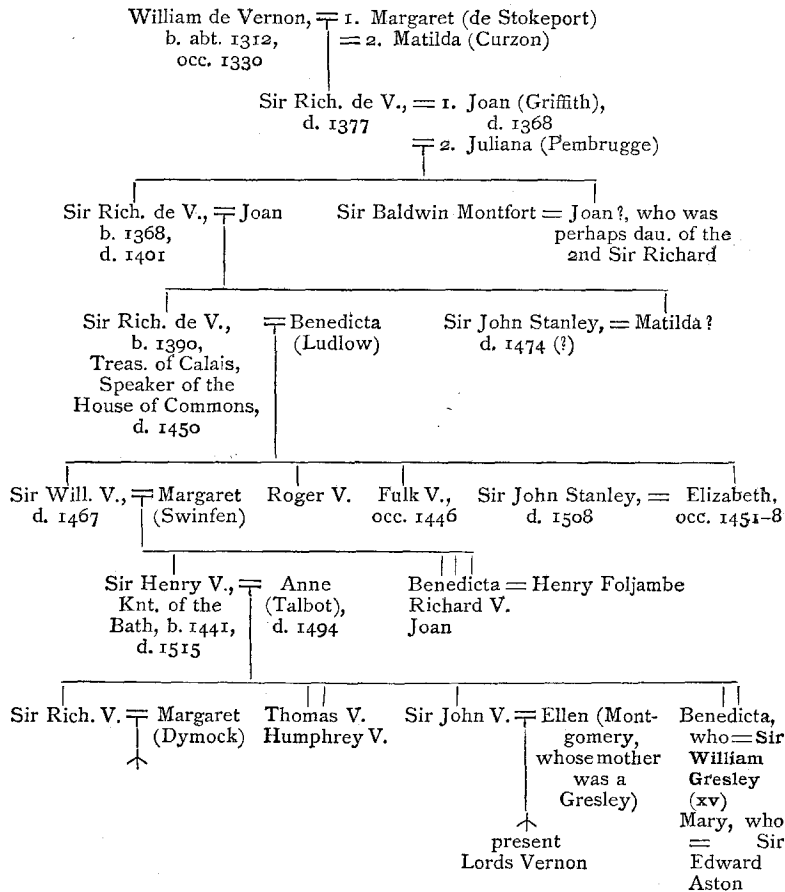 William de Vernon, = 1. Margaret (de Stokeport)
b. abt. 1312, = 2. Matilda (Curzon)
occ. 1330
Sir Rich. de V., = 1. Joan (Griffith),
d. 1377 d. 1368
= 2. Juliana (Pembrugge)
Sir Rich. de V., = Joan
b. 1368,
d. 1401
Sir Baldwin Montfort = Joan?, who was
perhaps dau. of the
2nd Sir Richard
Sir Rich. de V., = Benedicta
b. 1390, (Ludlow)
Treas. of Calais,
Speaker of the
House of Commons,
d. 1450
Sir John Stanley, = Matilda?
d. 1474 (?)
Sir Will. V., = Margaret
d. 1467 (Swinfen)
Roger V.
Fulk V.,
occ. 1446
Sir John Stanley, = Elizabeth,
d. 1508 occ. 1451-8
Sir Henry V., = Anne
Knt. of the (Talbot),
Bath, b. 1441, d. 1494
d. 1515
Benedicta = Henry Foljambe
Richard V.
Joan
Sir Rich. V. = Margaret
(Dymock)
Thomas V.
Humphrey V.
Sir John V. = Ellen (Mont-
gomery,
whose mother
was a
Gresley)
present
Lords Vernon
Benedicta,
who = Sir
William
Gresley
(xv)
Mary, who
= Sir
Edward
Aston